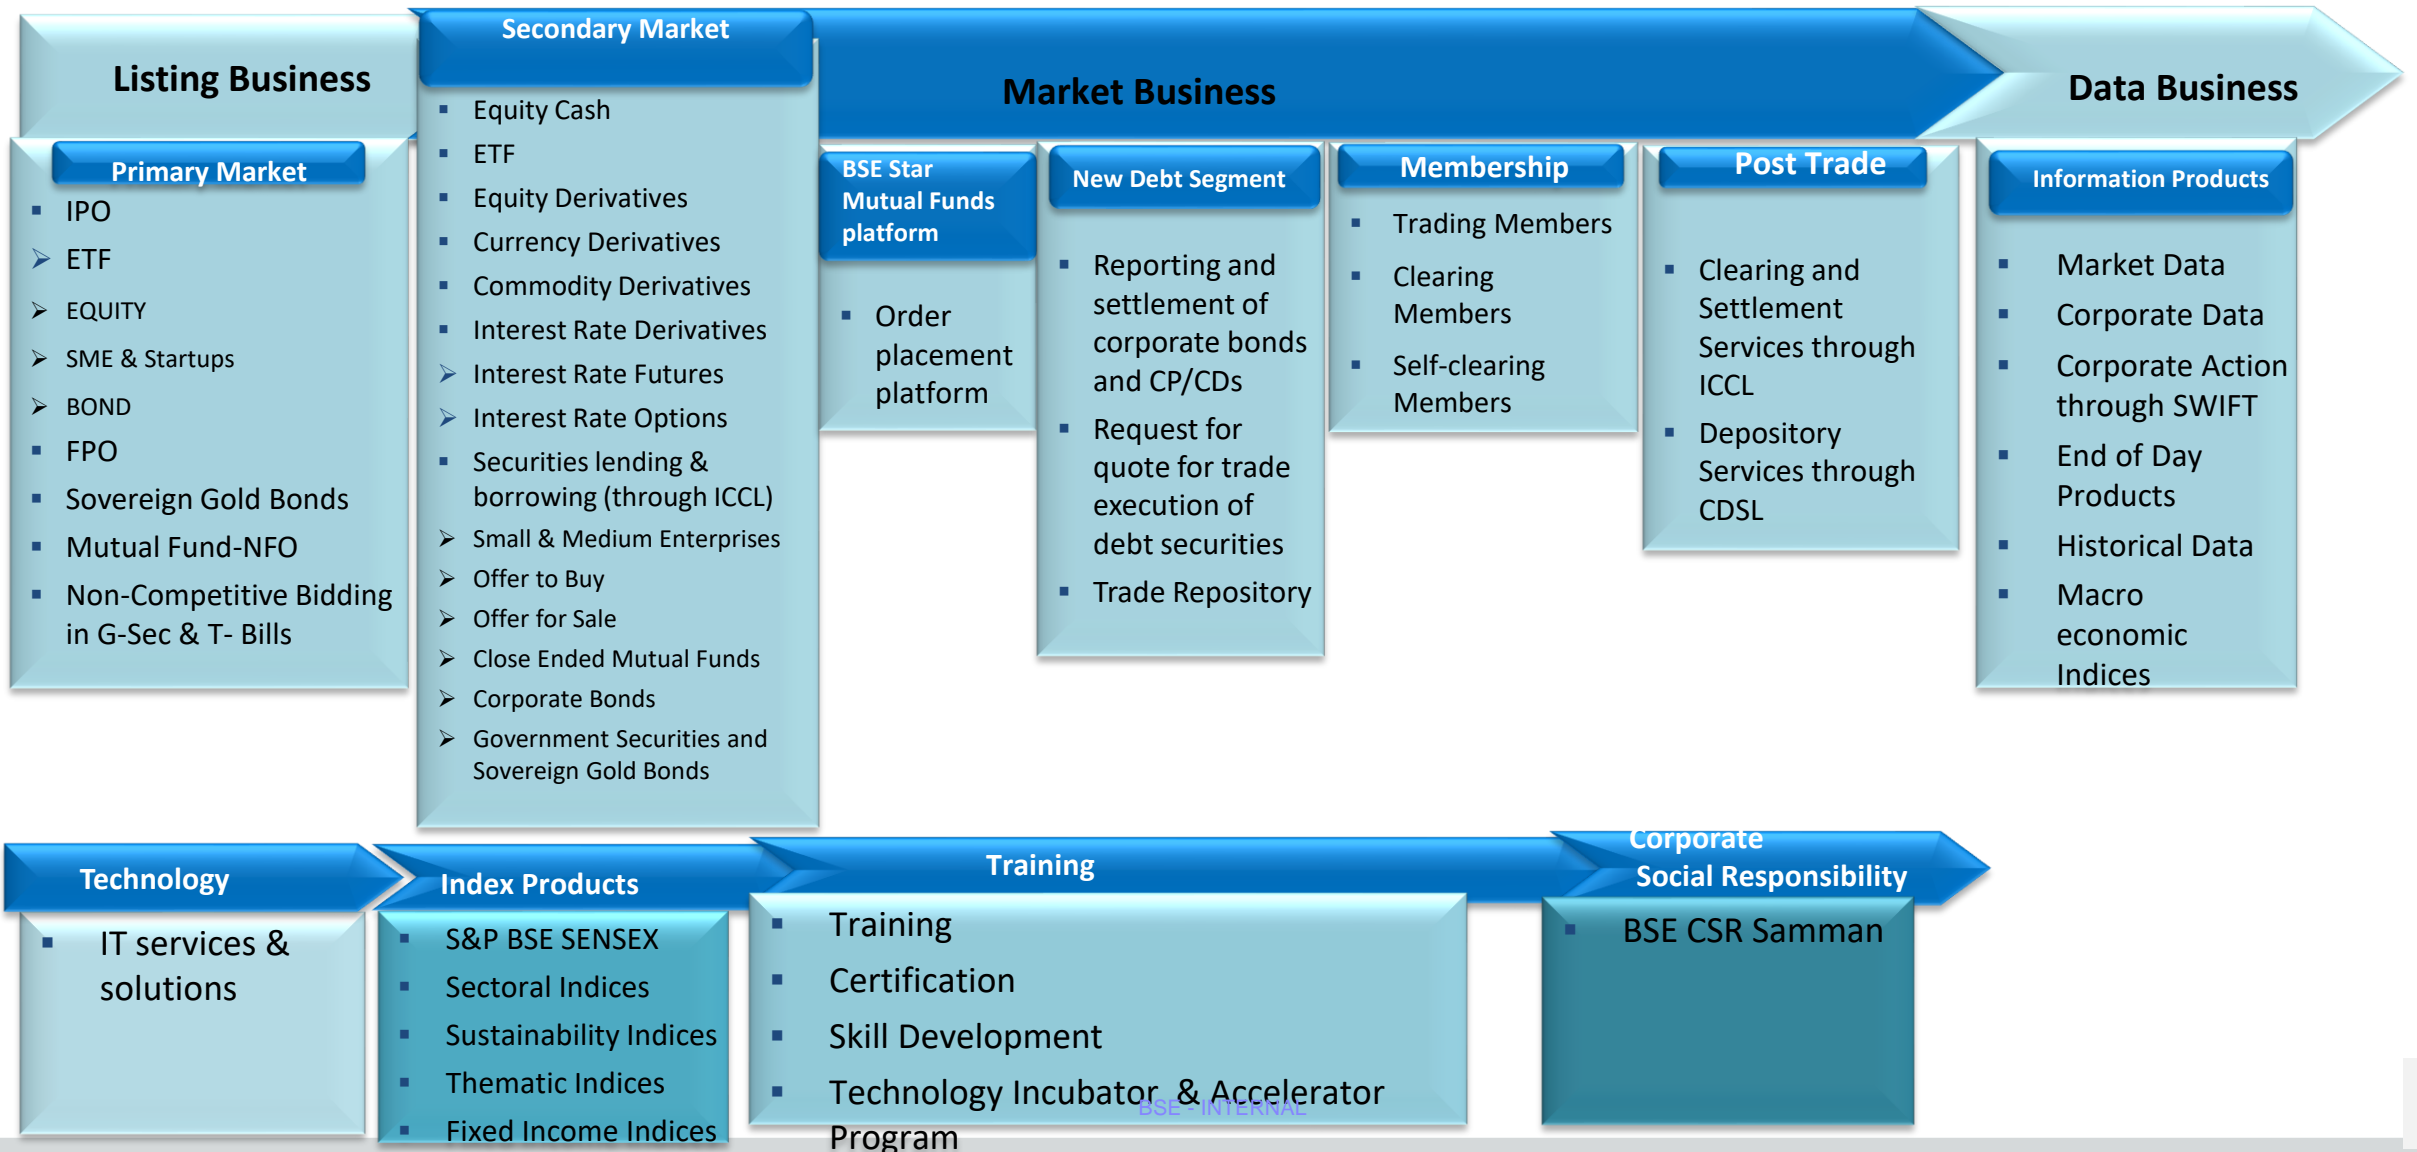 Listing Business
Market Business
Data Business
Primary Market
IPO
ETF
EQUITY
SME & Startups
BOND
FPO
Sovereign Gold Bonds
Mutual Fund-NFO
Non-Competitive Bidding
in G-Sec & T- Bills
Secondary Market
Equity Cash
ETF
Equity Derivatives
Currency Derivatives
Commodity Derivatives
Interest Rate Derivatives
Interest Rate Futures
Interest Rate Options
Securities lending &
borrowing (through ICCL)
Small & Medium Enterprises
Offer to Buy
Offer for Sale
Close Ended Mutual Funds
Corporate Bonds
Government Securities and
Sovereign Gold Bonds
BSE Star
Mutual Funds
platform
Order
placement
platform
New Debt Segment
Reporting and
settlement of
corporate bonds
and CP/CDs
Request for
quote for trade
execution of
debt securities
Trade Repository
Membership
Trading Members
Clearing
Members
Self-clearing
Members
Post Trade
Clearing and
Settlement
Services through
ICCL
Depository
Services through
CDSL
Information Products
Market Data
Corporate Data
Corporate Action
through SWIFT
End of Day
Products
Historical Data
Macro
economic
Indices
Technology
IT services &
solutions
Index Products
S&P BSE SENSEX
Sectoral Indices
Sustainability Indices
Thematic Indices
Fixed Income Indices
Training
Training
Certification
Skill Development
Technology Incubator & Accelerator
Program
BSE - INTERNAL
Corporate
Social Responsibility
BSE CSR Samman